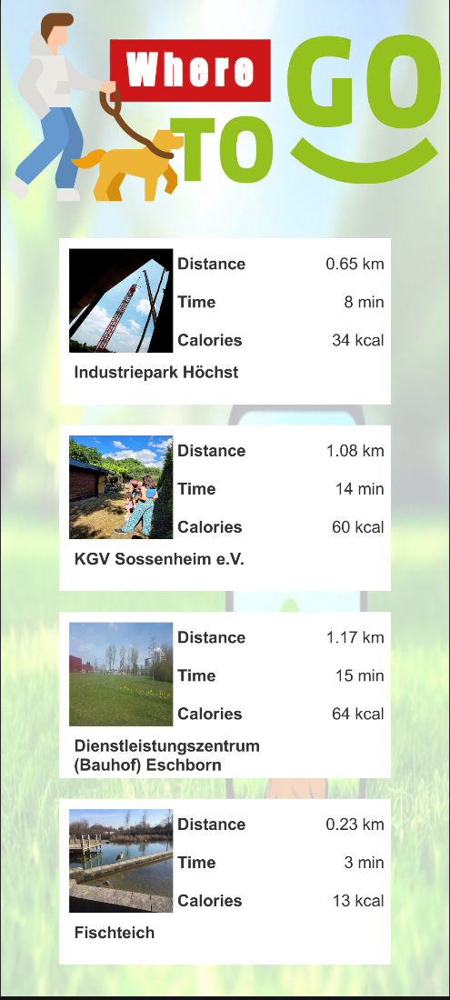 Where
TO GO
Distance 0.65 km
Time 8 min
Calories 34 kcal
Industriepark Höchst
Distance 1.08 km
Time 14 min
Calories 60 kcal
KGV Sossenheim e.V.
Distance 1.17 km
Time 15 min
Calories 64 kcal
Dienstleistungszentrum
(Bauhof) Eschborn
Distance 0.23 km
Time 3 min
Calories 13 kcal
Fischteich